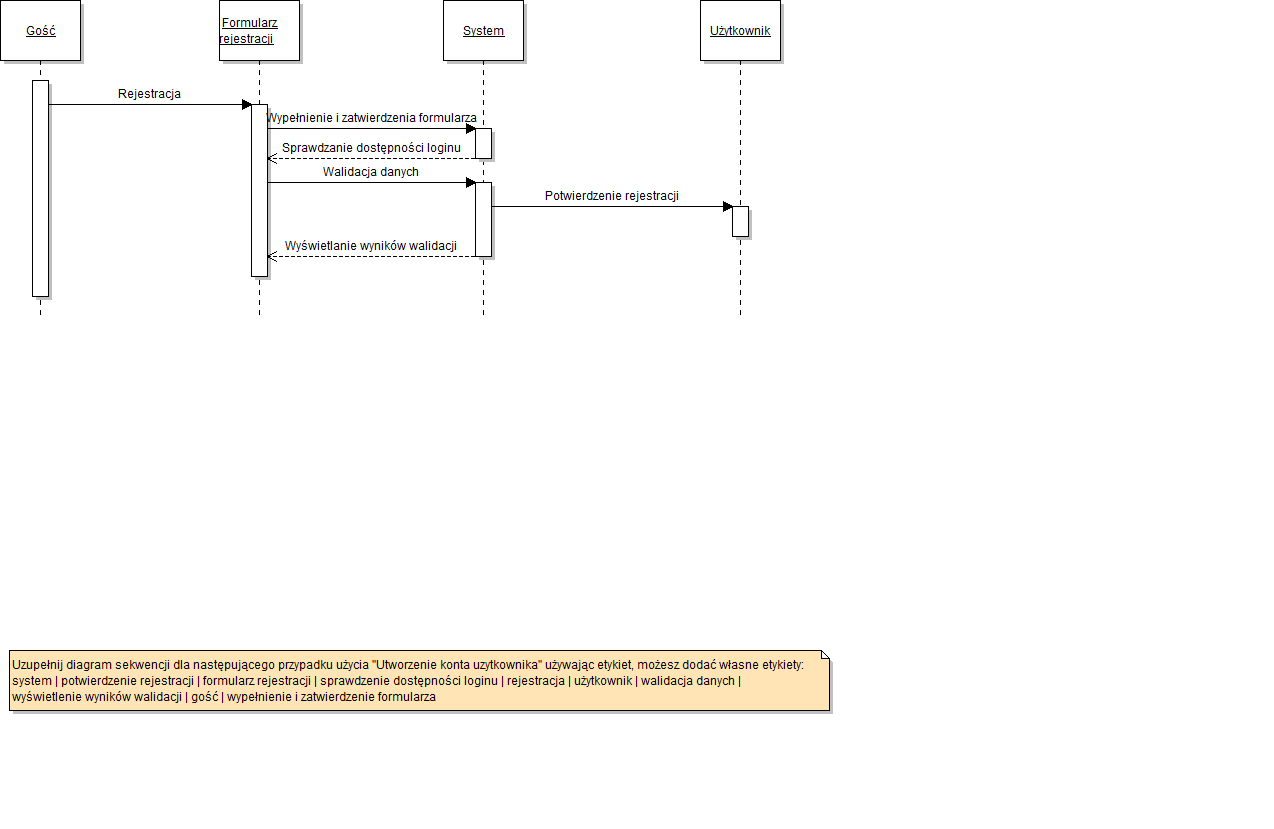 Gość
Formularz
rejestracji
System
Użytkownik
Rejestracja
Wypełnienie i zatwierdzenia formularza
Sprawdzanie dostępności loginu
Walidacja danych
Potwierdzenie rejestracji
Wyświetlanie wyników walidacji
Uzupełnij diagram sekwencji dla następującego przypadku użycia "Utworzenie konta uzytkownika" używając etykiet, możesz dodać własne etykiety:
system | potwierdzenie rejestracji | formularz rejestracji | sprawdzenie dostępności loginu | rejestracja | użytkownik | walidacja danych |
wyświetlenie wyników walidacji | gość | wypełnienie i zatwierdzenie formularza